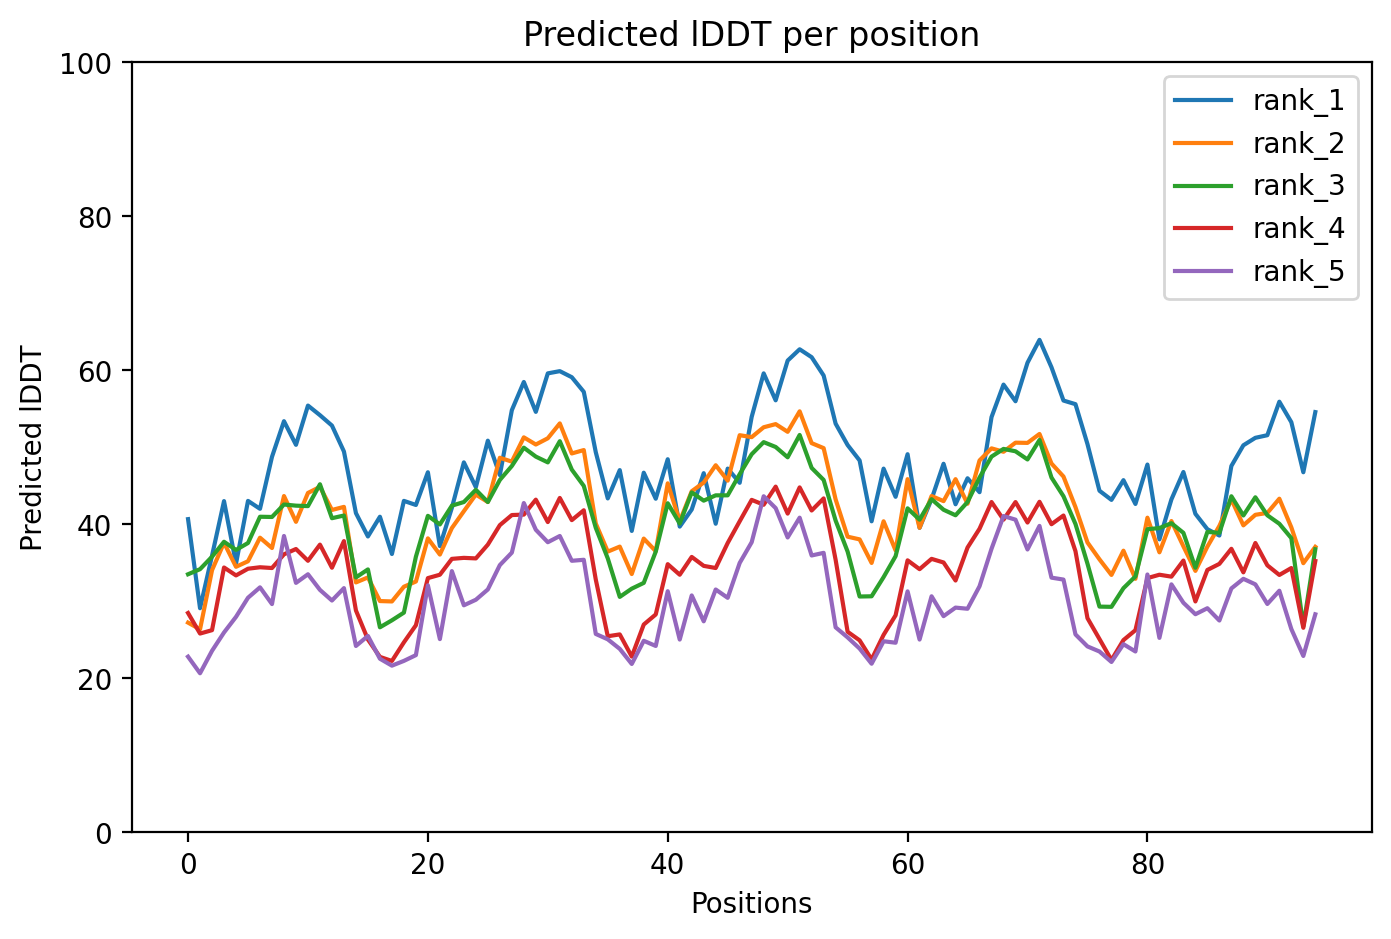 Predicted lDDT per position
100
80
60
40
20
0
Predicted lDDT
0 20 40 60 80
Positions
rank_1
rank_2
rank_3
rank_4
rank_5